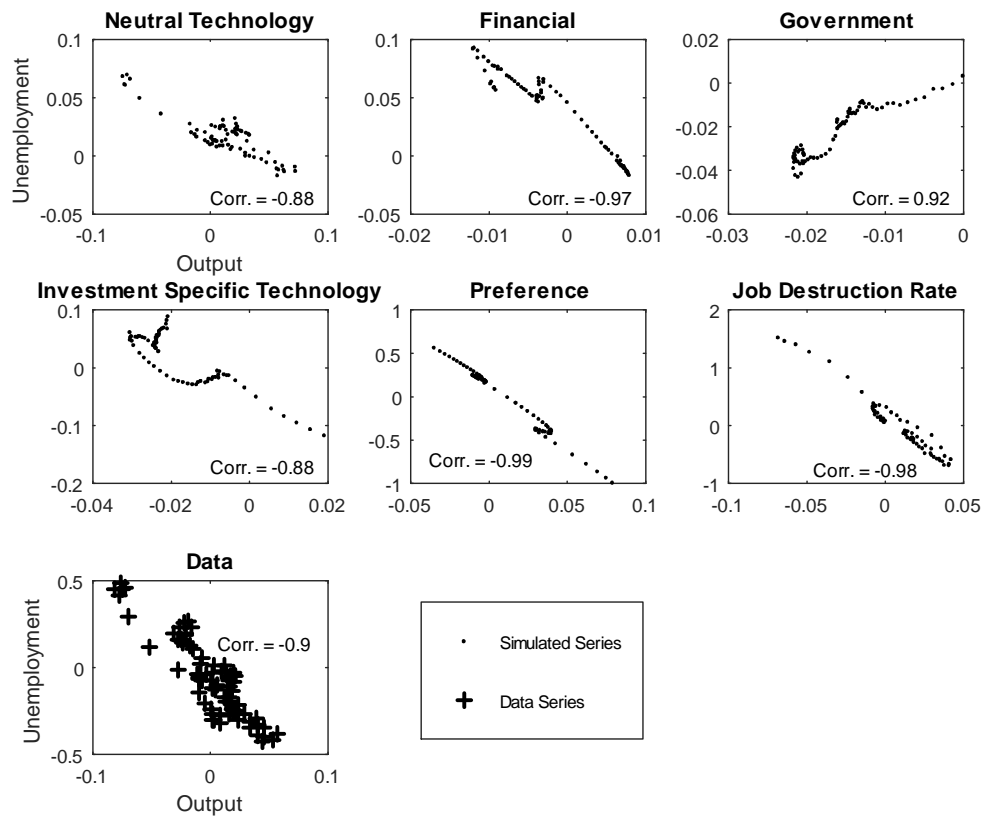 Neutral Technology
Financial
Government
Unemployment
0.1
0.05
0
-0.05
Corr. = -0.88
-0.1
0
0.1
Output
0.1
0.05
0
-0.05
Corr. = -0.97
-0.02
-0.01
0
0.01
0.02
0
-0.02
-0.04
-0.06
Corr. = 0.92
-0.03
-0.02
-0.01
0
Investment Specific Technology
Preference
Job Destruction Rate
0.1
0
-0.1
-0.2
Corr. = -0.88
-0.04
-0.02
0
0.02
1
0.5
0
-0.5
-1
Corr. = -0.99
-0.05
0
0.05
0.1
2
1
0
-1
Corr. = -0.98
-0.1
-0.05
0
0.05
Data
Unemployment
0.5
0
-0.5
Corr. = -0.9
-0.1
0
0.1
Output
Simulated Series
Data Series